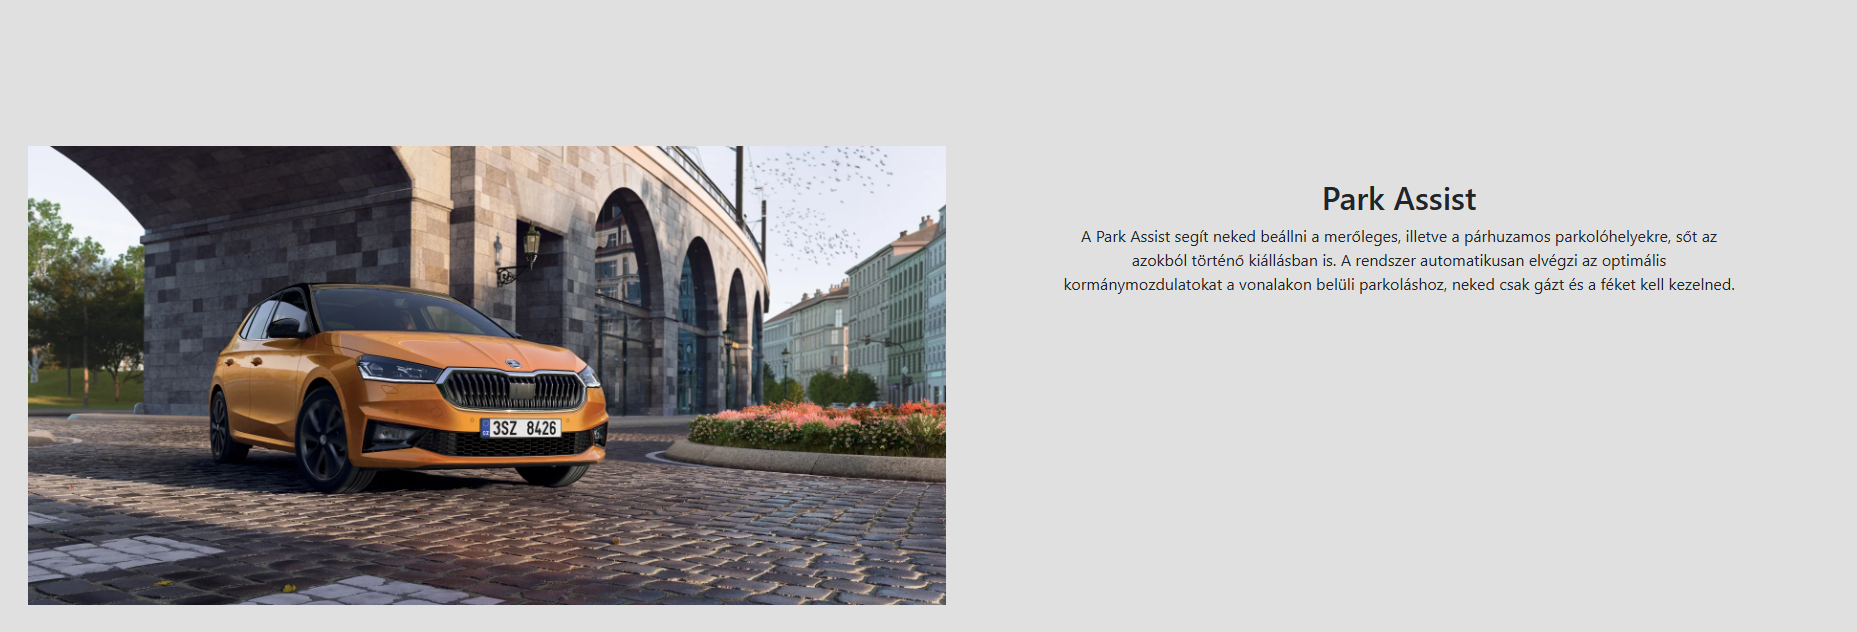 Park Assist
A Park Assist segít neked beállni a merőleges, illetve a párhuzamos parkolóhelyekre, sőt az
azokból történő kiállásban is. A rendszer automatikusan elvégzi az optimális
kormánymozdulatokat a vonalakon belüli parkoláshoz, neked csak gázt és a féket kell kezelned.
3SZ 8426